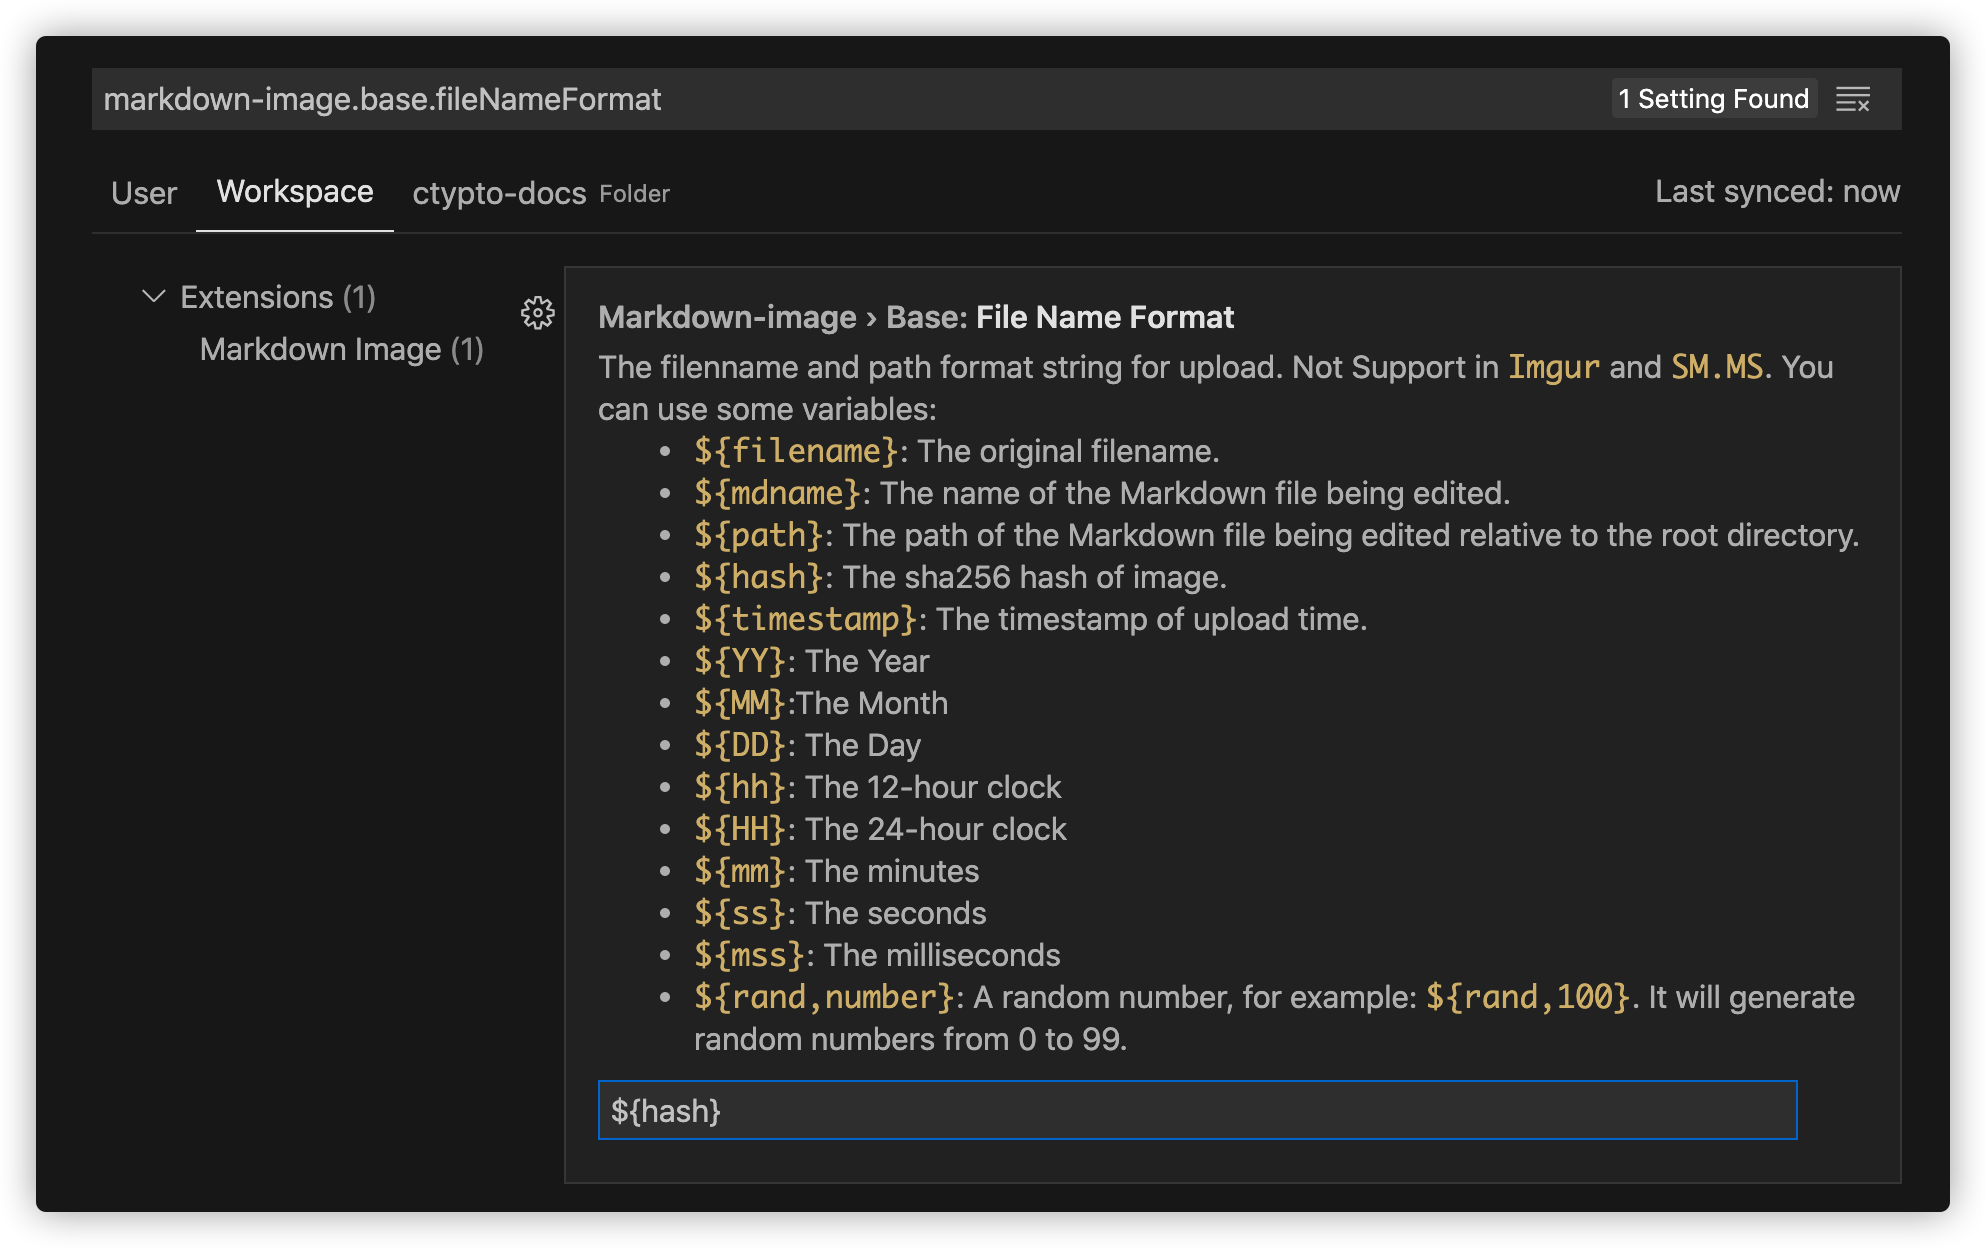 markdown-image.base.fileNameFormat
1 Setting Found
User
Workspace
ctypto-docs Folder
Last synced: now
Extensions (1)
Markdown Image (1)
Markdown-image › Base: File Name Format
The filenname and path format string for upload. Not Support in Imgur and SM.MS. You
can use some variables:
• ${filename}: The original filename.
• ${mdname}: The name of the Markdown file being edited.
• ${path}: The path of the Markdown file being edited relative to the root directory.
• ${hash}: The sha256 hash of image.
• ${timestamp}: The timestamp of upload time.
• ${YY}: The Year
• ${MM}:The Month
• ${DD}: The Day
• ${hh}: The 12-hour clock
• ${HH}: The 24-hour clock
• ${mm}: The minutes
• ${ss}: The seconds
• ${mss}: The milliseconds
• ${rand,number}: A random number, for example: ${rand,100}. It will generate
random numbers from 0 to 99.
${hash}